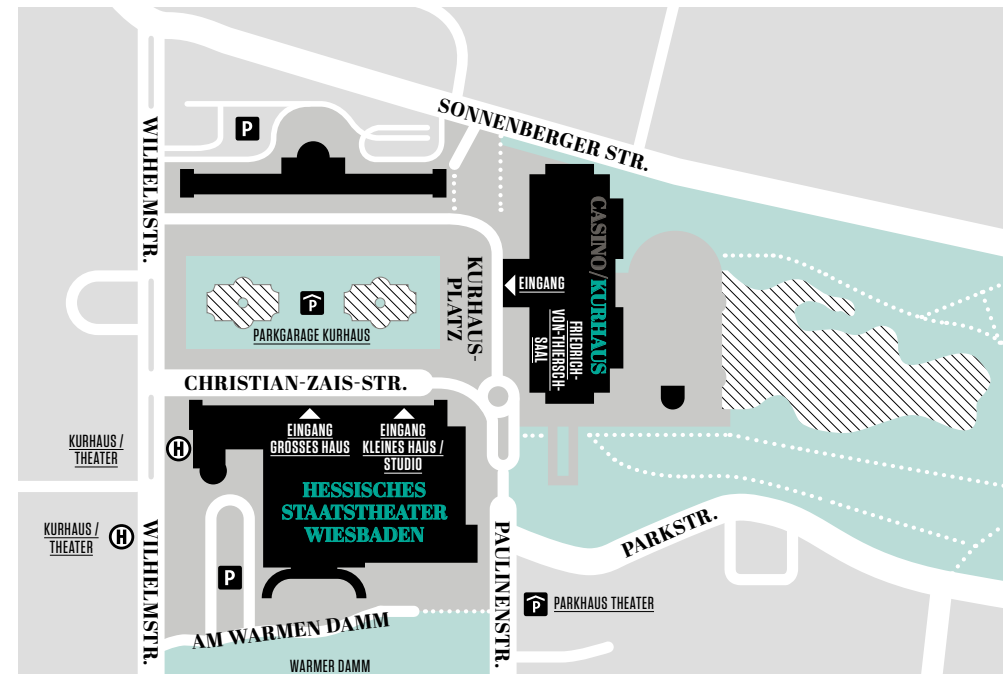 SONNENBERGER STR.
WILHELMSTR.
P
CASINO/KURHAUS
KURHAUS-
PLATZ
EINGANG
P
PARKGARAGE KURHAUS
FRIEDRICH-
VON-THIERSCH-
SAAL
CHRISTIAN-ZAIS-STR.
EINGANG
GROSSES HAUS
EINGANG
KLEINES HAUS /
STUDIO
KURHAUS /
THEATER
H
HESSISCHES
STAATSTHEATER
WIESBADEN
KURHAUS /
THEATER
H
WILHELMSTR.
P
PAULINENSTR.
PARKSTR.
P
PARKHAUS THEATER
AM WARMEN DAMM
WARMER DAMM